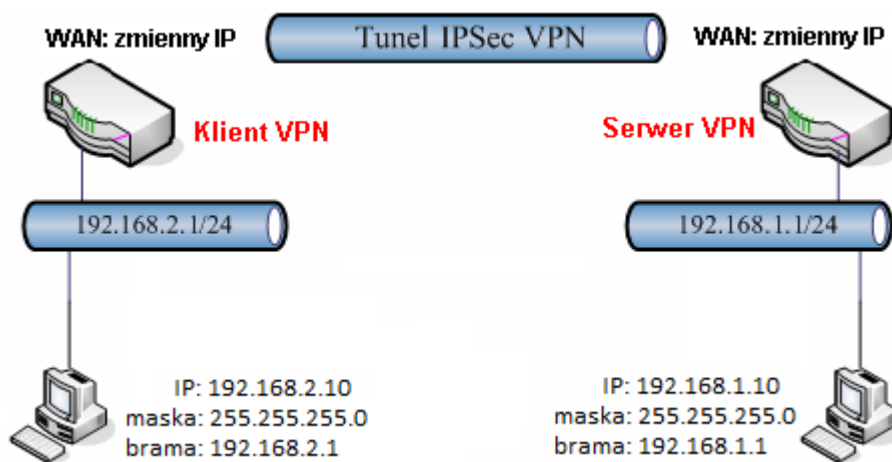 WAN: zmienny IP
Tunel IPSec VPN
WAN: zmienny IP
Klient VPN
Serwer VPN
192.168.2.1/24
192.168.1.1/24
IP: 192.168.2.10
maska: 255.255.255.0
brama: 192.168.2.1
IP: 192.168.1.10
maska: 255.255.255.0
brama: 192.168.1.1